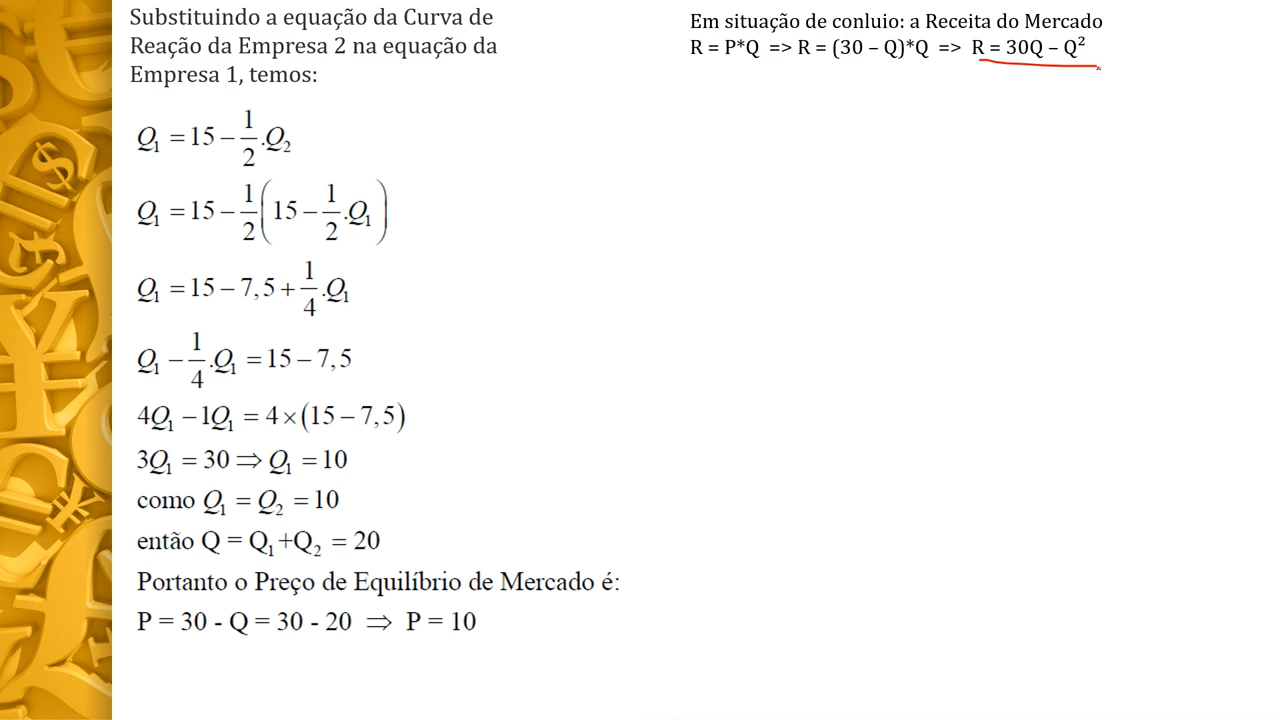 Substituindo a equação da Curva de
Reação da Empresa 2 na equação da
Empresa 1, temos:
Q₁ = 15 − 1/2 .Q₂
Q₁ = 15 − 1/2 (15 − 1/2 .Q₁)
Q₁ = 15 − 7,5 + 1/4 .Q₁
Q₁ − 1/4 .Q₁ = 15 − 7,5
4Q₁ − 1Q₁ = 4 × (15 − 7,5)
3Q₁ = 30 ⇒ Q₁ = 10
como Q₁ = Q₂ = 10
então Q = Q₁+Q₂ = 20
Portanto o Preço de Equilíbrio de Mercado é:
P = 30 - Q = 30 - 20 ⇒ P = 10
Em situação de conluio: a Receita do Mercado
R = P*Q => R = (30 – Q)*Q => R = 30Q – Q²